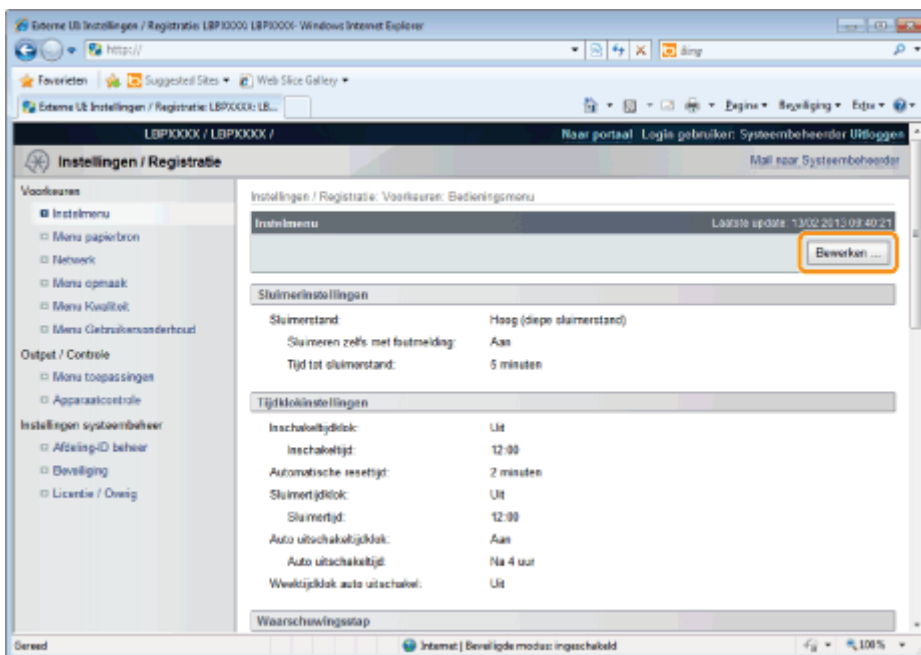 Externe UI: Instellingen / Registratie: LBPXXXX: LBPXXXX - Windows Internet Explorer
http://
Bing
Favorieten
Suggested Sites
Web Slice Gallery
Externe UI: Instellingen / Registratie: LBPXXXX: LB...
Pagina
Beveiliging
Extra
LBPXXXX / LBPXXXX /
Naar portaal Login gebruiker: Systeembeheerder Uitloggen
Instellingen / Registratie
Mail naar Systeembeheerder
Voorkeuren
Instelmenu
Menu papierbron
Netwerk
Menu opmaak
Menu Kwaliteit
Menu Gebruikersonderhoud
Output / Controle
Menu toepassingen
Apparaatcontrole
Instellingen systeembeheer
Afdeling-ID beheer
Beveiliging
Licentie / Overig
Instellingen / Registratie: Voorkeuren: Bedieningsmenu
Instelmenu
Laatste update: 13/02 2013 09:40:21
Bewerken ...
Sluimerinstellingen
Sluimerstand: Hoog (diepe sluimerstand)
Sluimeren zelfs met foutmelding: Aan
Tijd tot sluimerstand: 5 minuten
Tijdklokinstellingen
Inschakeltijdklok: Uit
Inschakeltijd: 12:00
Automatische resettijd: 2 minuten
Sluimertijdklok: Uit
Sluimertijd: 12:00
Auto uitschakeltijdklok: Aan
Auto uitschakeltijd: Na 4 uur
Weektijdklok auto uitschakel: Uit
Waarschuwingsstap
Gereed
Internet | Beveiligde modus: ingeschakeld
100%